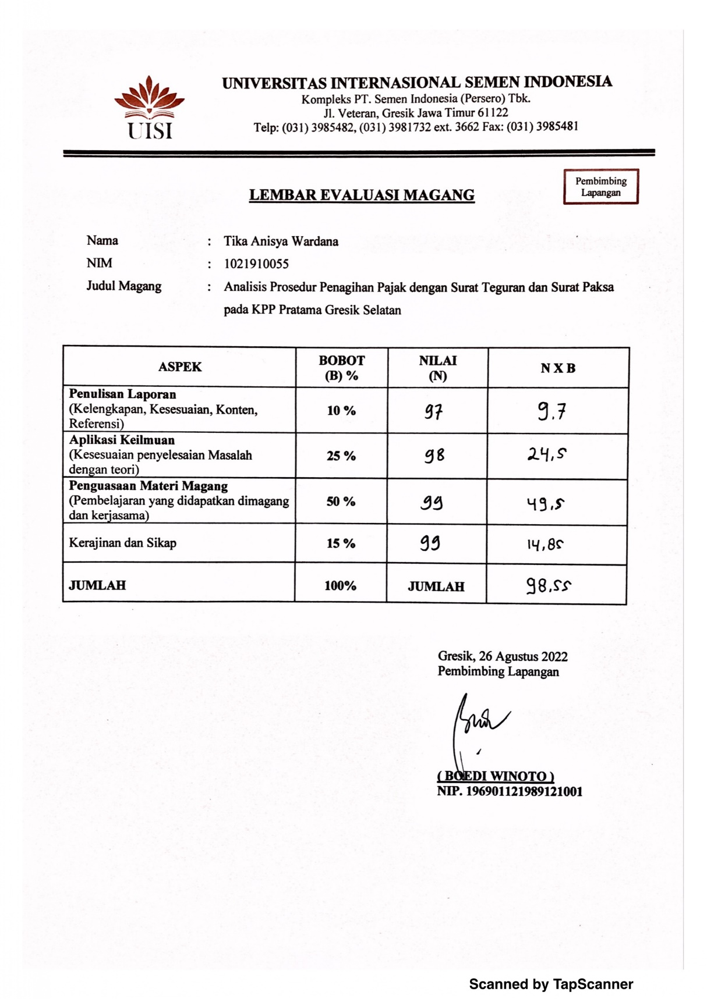 UISI
UNIVERSITAS INTERNASIONAL SEMEN INDONESIA
Kompleks PT. Semen Indonesia (Persero) Tbk.
Jl. Veteran, Gresik Jawa Timur 61122
Telp: (031) 3985482, (031) 3981732 ext. 3662 Fax: (031) 3985481
Pembimbing
Lapangan
LEMBAR EVALUASI MAGANG
Nama : Tika Anisya Wardana
NIM : 1021910055
Judul Magang : Analisis Prosedur Penagihan Pajak dengan Surat Teguran dan Surat Paksa
pada KPP Pratama Gresik Selatan
ASPEK
BOBOT
(B) %
NILAI
(N)
N X B
Penulisan Laporan
(Kelengkapan, Kesesuaian, Konten,
Referensi)
10 % 97 9.7
Aplikasi Keilmuan
(Kesesuaian penyelesaian Masalah
dengan teori)
25 % 98 24,5
Penguasaan Materi Magang
(Pembelajaran yang didapatkan dimagang
dan kerjasama)
50 % 99 49,5
Kerajinan dan Sikap 15 % 99 14,85
JUMLAH 100% JUMLAH 98,55
Gresik, 26 Agustus 2022
Pembimbing Lapangan
( BOEDI WINOTO )
NIP. 196901121989121001
Scanned by TapScanner